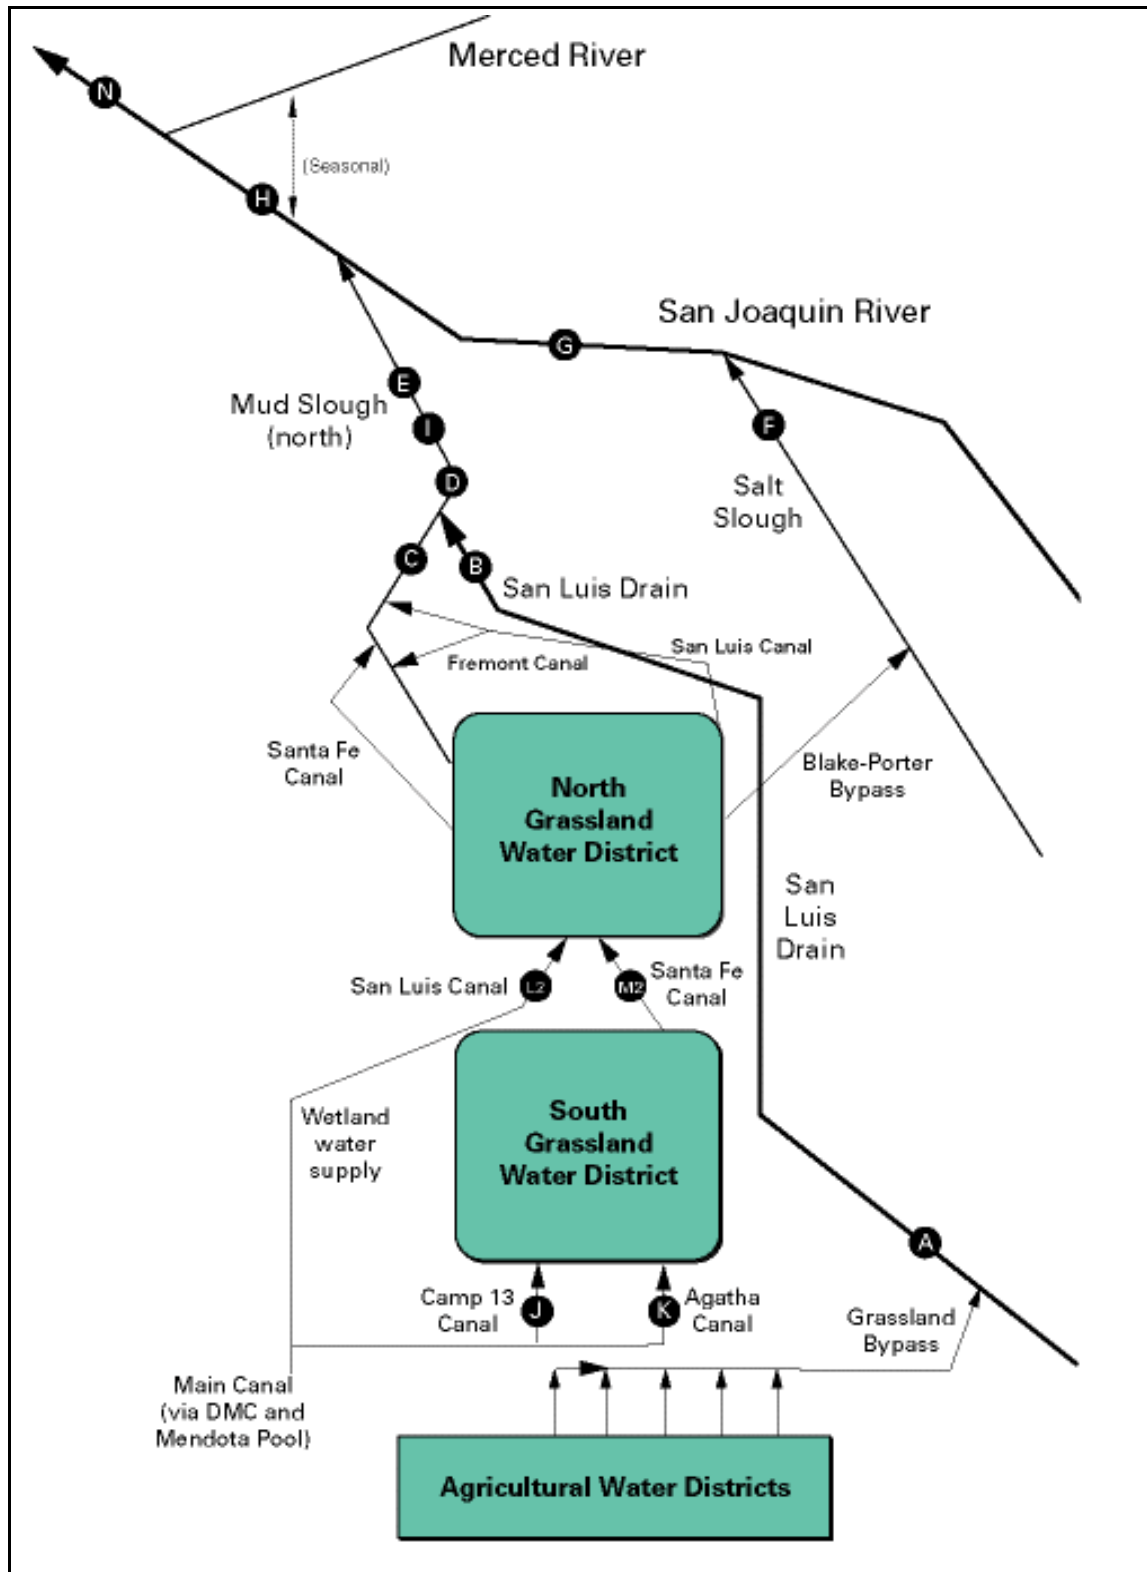 Merced River
N
(Seasonal)
H
San Joaquin River
G
E
Mud Slough
(north)
I
F
D
Salt
Slough
C
B
San Luis Drain
San Luis Canal
Fremont Canal
Santa Fe
Canal
Blake-Porter
Bypass
North
Grassland
Water District
San
Luis
Drain
San Luis Canal
L2
M2
Santa Fe
Canal
Wetland
water
supply
South
Grassland
Water District
A
Camp 13
Canal
J
K
Agatha
Canal
Grassland
Bypass
Main Canal
(via DMC and
Mendota Pool)
Agricultural Water Districts